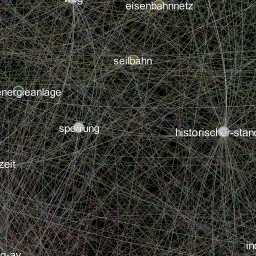 eisenbahnnetz
seilbahn
energieanlage
sperrung
historischer-stand
zeit